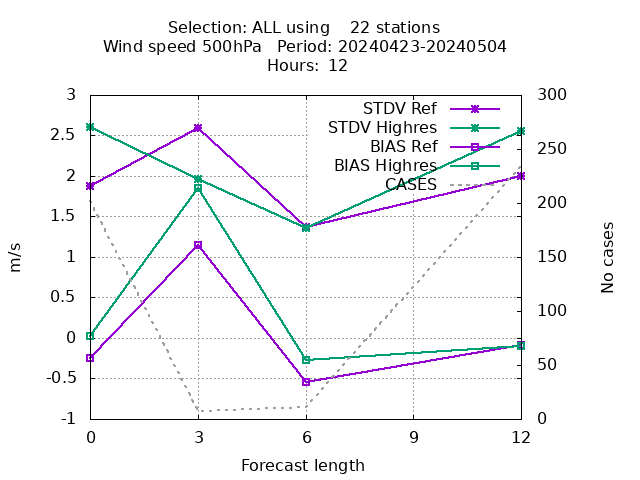 Selection: ALL using    22 stations
Wind speed 500hPa   Period: 20240423-20240504
Hours:  12
3
2.5
2
1.5
1
0.5
0
-0.5
-1
m/s
STDV Ref
STDV Highres
BIAS Ref
BIAS Highres
CASES
300
250
200
150
100
50
0
No cases
0
3
6
9
12
Forecast length